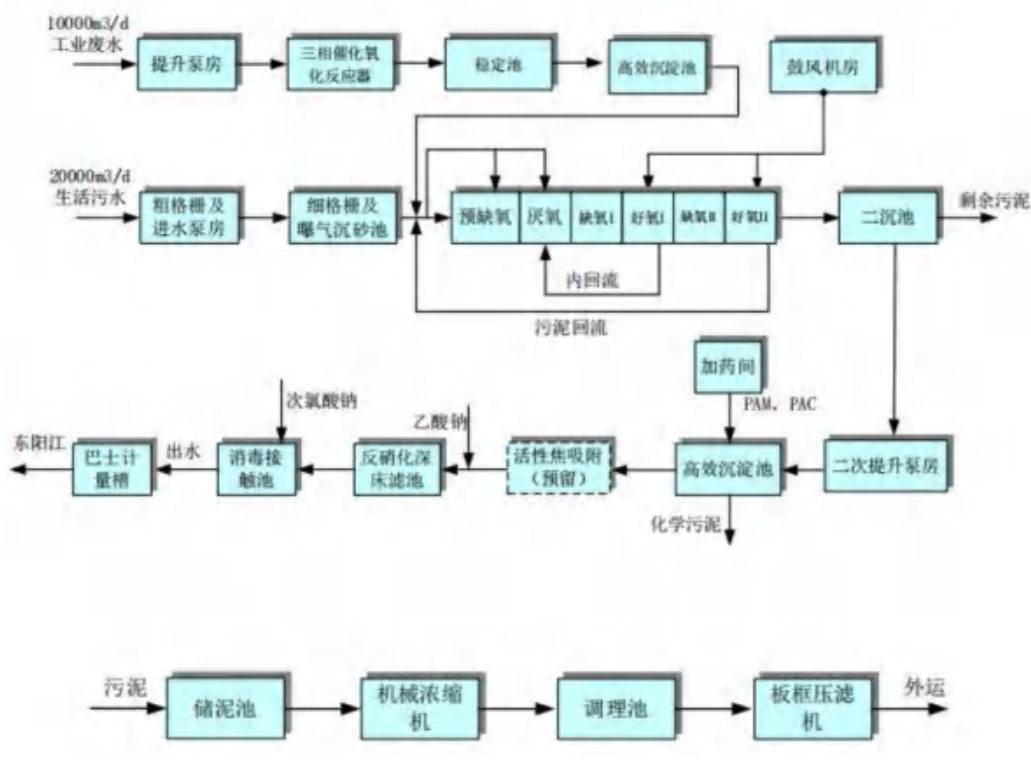 10000m3/d
工业废水
提升泵房
三相催化氧
化反应器
稳定池
高效沉淀池
鼓风机房
20000m3/d
生活污水
粗格栅及
进水泵房
细格栅及
曝气沉砂池
预缺氧
厌氧
缺氧I
好氧I
缺氧II
好氧II
二沉池
剩余污泥
内回流
污泥回流
加药间
PAM, PAC
次氯酸钠
乙酸钠
东阳江
巴士计
量槽
出水
消毒接
触池
反硝化深
床滤池
活性焦吸附
(预留)
高效沉淀池
二次提升泵房
化学污泥
污泥
储泥池
机械浓缩
机
调理池
板框压滤
机
外运